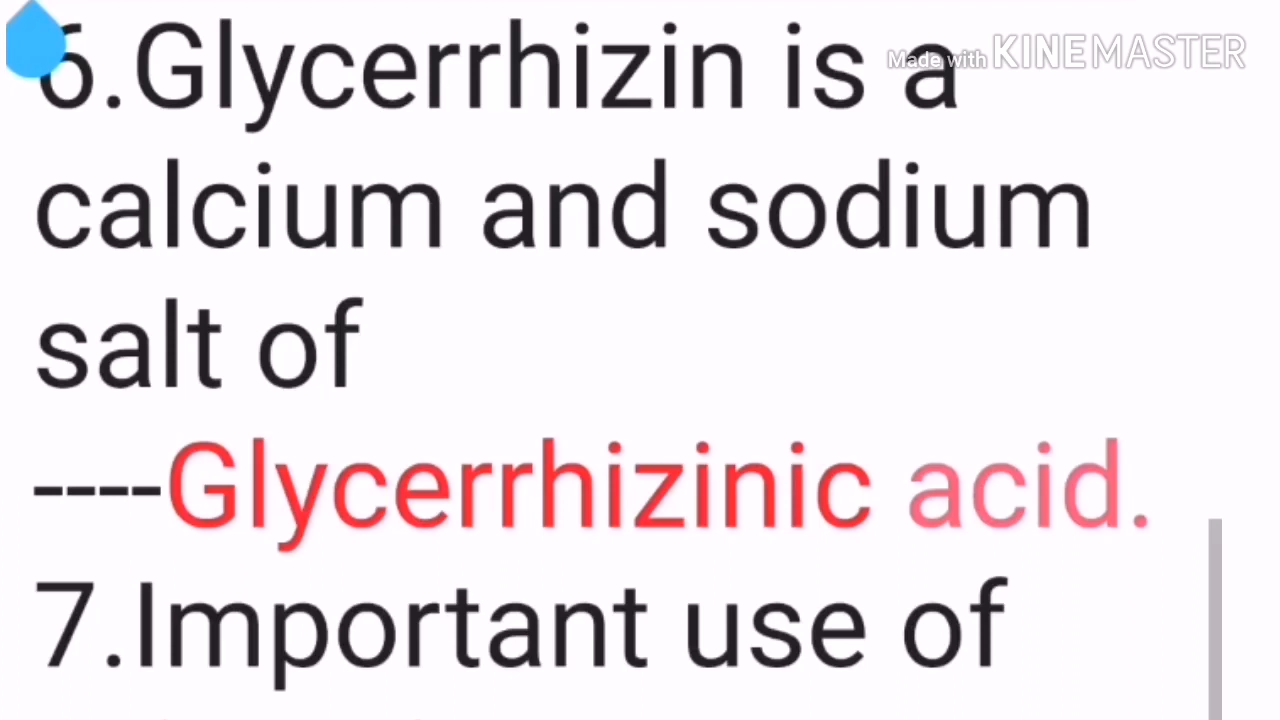 6.Glycerrhizin is a
Made with KINEMASTER
calcium and sodium
salt of
----Glycerrhizinic acid.
7.Important use of